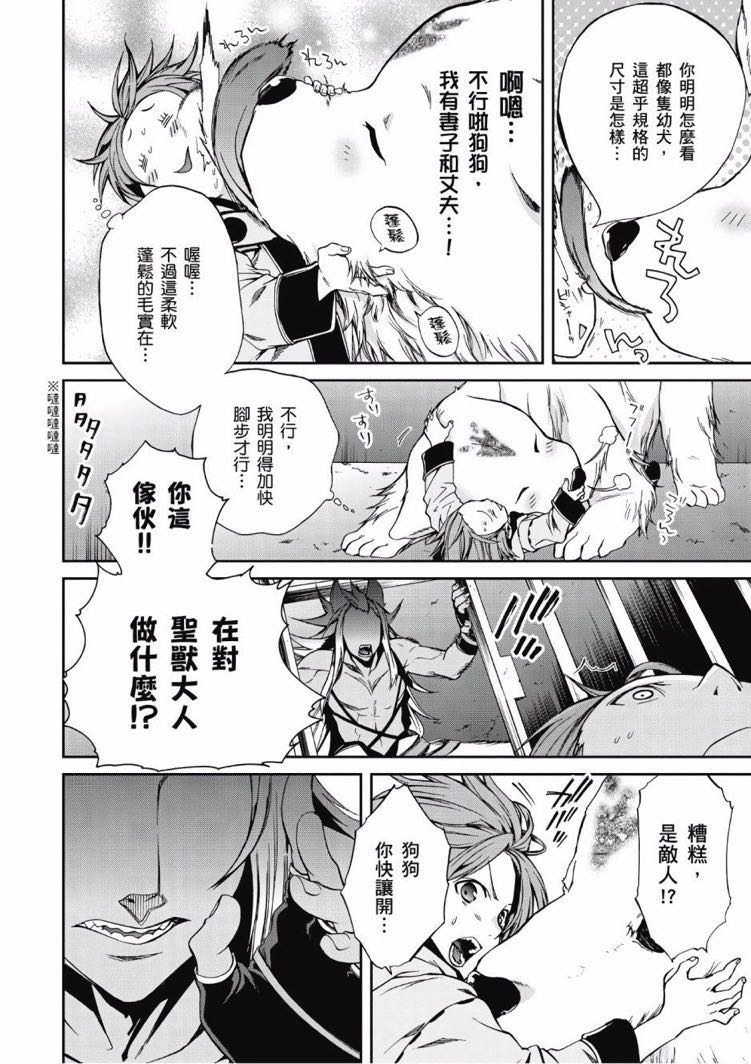 你明明怎麼看
都像隻幼犬，
這超乎規格的
尺寸是怎樣…
れろ
啊嗯…
不行啦狗狗，
我有妻子和丈夫…！
れろん
れろ
蓬鬆
蓬鬆
喔喔…
不過這柔軟
蓬鬆的毛實在…
すり
すり
不行，
我明明得加快
腳步才行…
タタタタタタ
※噠噠噠噠噠
你這
傢伙!!
在對
聖獸大人
做什麼!?
糟糕，
是敵人!?
狗狗
你快讓開…